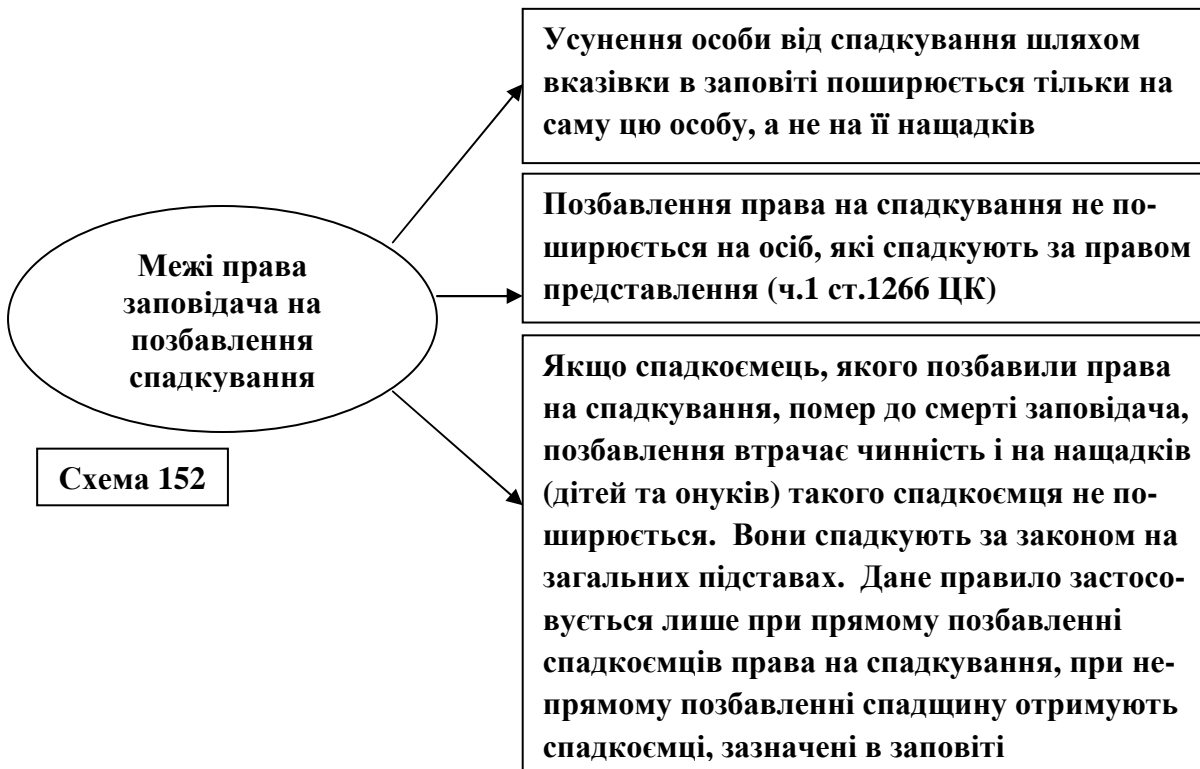 Межі права
заповідача на
позбавлення
спадкування
Схема 152
Усунення особи від спадкування шляхом
вказівки в заповіті поширюється тільки на
саму цю особу, а не на її нащадків
Позбавлення права на спадкування не по-
ширюється на осіб, які спадкують за правом
представлення (ч.1 ст.1266 ЦК)
Якщо спадкоємець, якого позбавили права
на спадкування, помер до смерті заповідача,
позбавлення втрачає чинність і на нащадків
(дітей та онуків) такого спадкоємця не по-
ширюється. Вони спадкують за законом на
загальних підставах. Дане правило застосо-
вується лише при прямому позбавленні
спадкоємців права на спадкування, при не-
прямому позбавленні спадщину отримують
спадкоємці, зазначені в заповіті